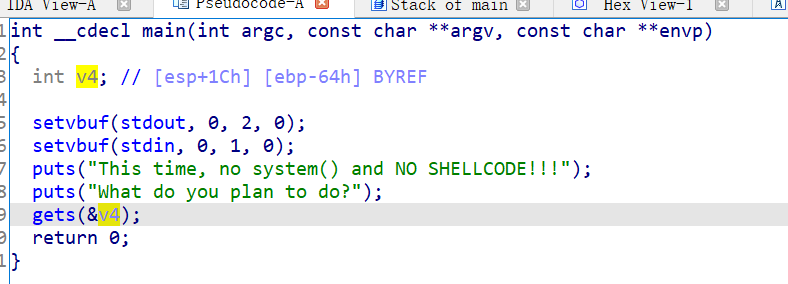 IDA View-A Pseudocode-A Stack of main Hex View-1 A
1 int __cdecl main(int argc, const char **argv, const char **envp)
2 {
3 int v4; // [esp+1Ch] [ebp-64h] BYREF
4
5 setvbuf(stdout, 0, 2, 0);
6 setvbuf(stdin, 0, 1, 0);
7 puts("This time, no system() and NO SHELLCODE!!!");
8 puts("What do you plan to do?");
9 gets(&v4);
0 return 0;
1 }